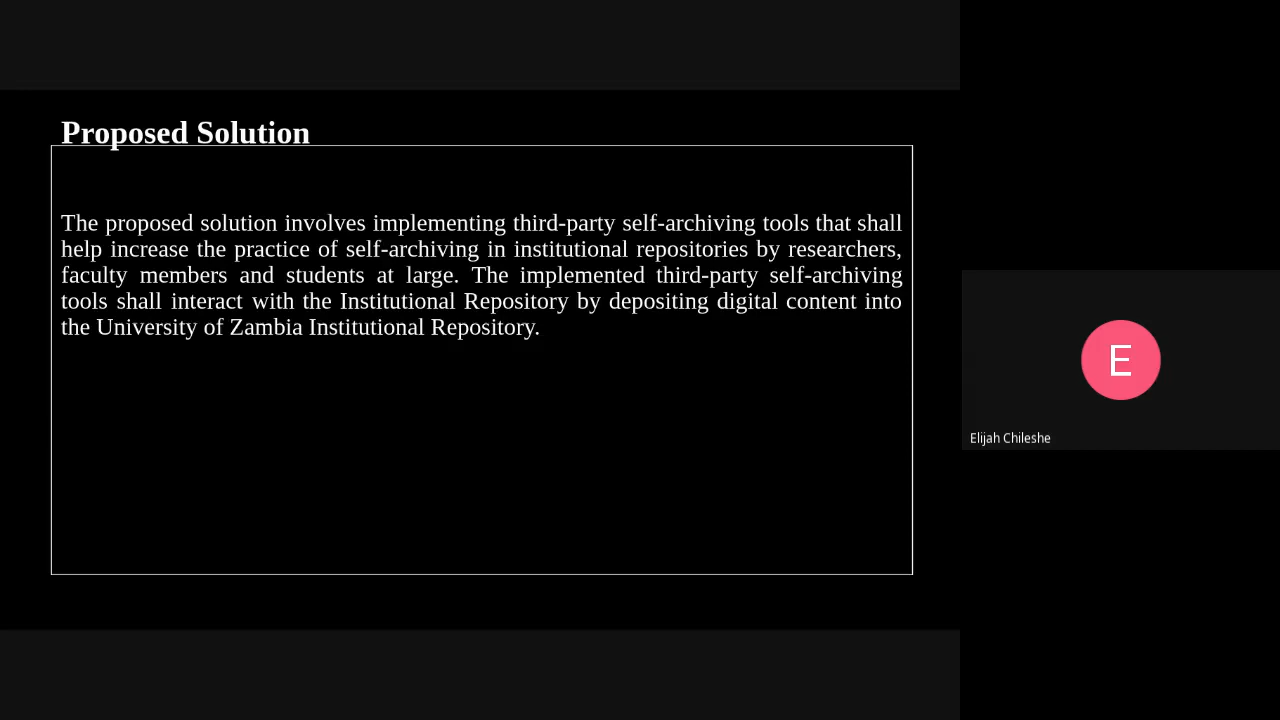 Proposed Solution
The proposed solution involves implementing third-party self-archiving tools that shall
help increase the practice of self-archiving in institutional repositories by researchers,
faculty members and students at large. The implemented third-party self-archiving
tools shall interact with the Institutional Repository by depositing digital content into
the University of Zambia Institutional Repository.
E
Elijah Chileshe